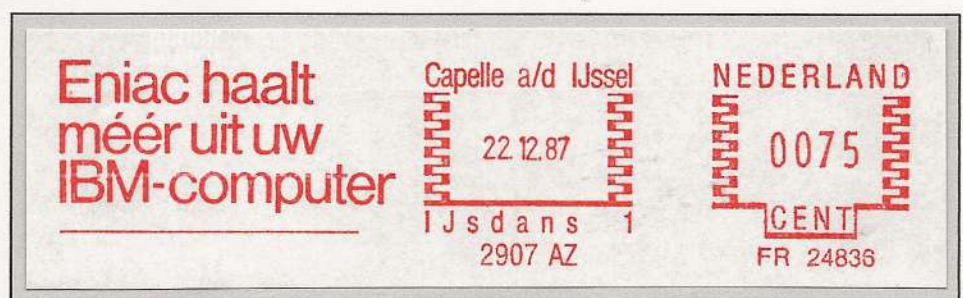 Eniac haalt
méér uit uw
IBM-computer
Capelle a/d IJssel
22.12.87
IJsdans 1
2907 AZ
NEDERLAND
0075
CENT
FR 24836